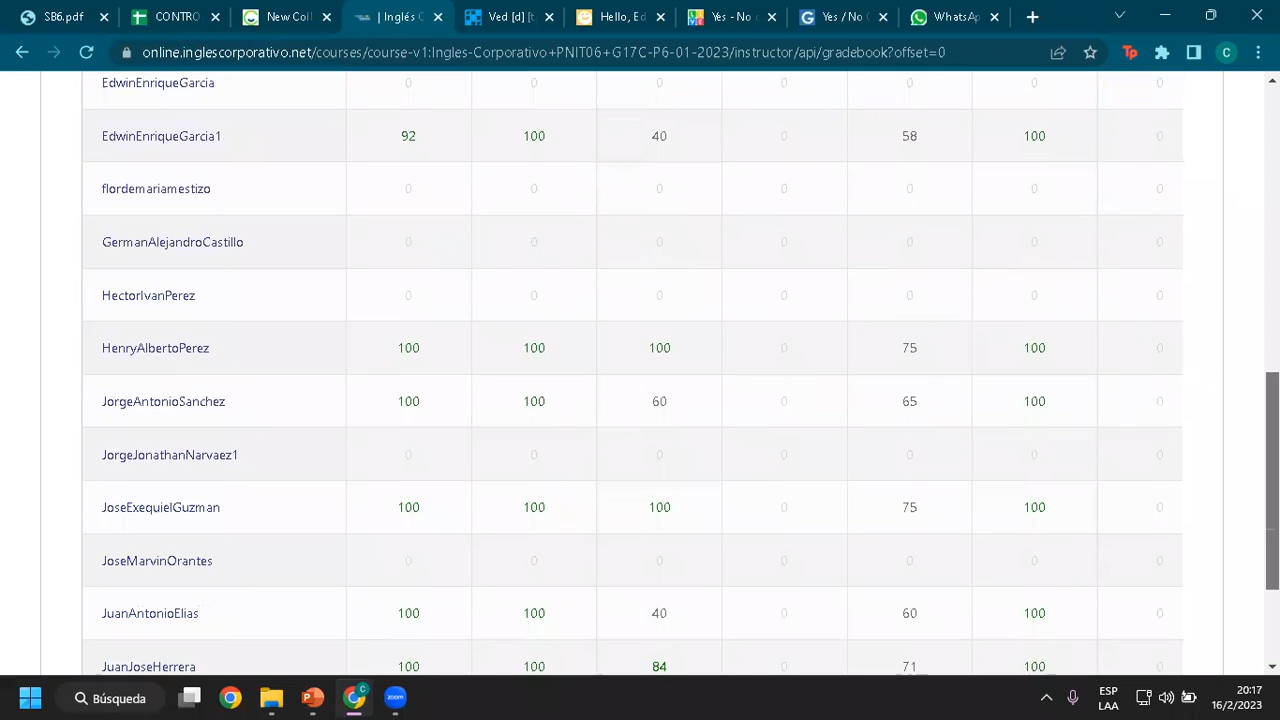 SB6.pdf
CONTRO
New Coll
| Inglés C
Ved [d] [t
Hello, Ed
Yes - No
Yes / No
WhatsAp
online.inglescorporativo.net/courses/course-v1:Ingles-Corporativo+PNIT06+G17C-P6-01-2023/instructor/api/gradebook?offset=0
Tp
C
EdwinEnriqueGarcia 0 0 0 0 0 0 0
EdwinEnriqueGarcia1 92 100 40 0 58 100 0
flordemariamestizo 0 0 0 0 0 0 0
GermanAlejandroCastillo 0 0 0 0 0 0 0
HectorIvanPerez 0 0 0 0 0 0 0
HenryAlbertoPerez 100 100 100 0 75 100 0
JorgeAntonioSanchez 100 100 60 0 65 100 0
JorgeJonathanNarvaez1 0 0 0 0 0 0 0
JoseExequielGuzman 100 100 100 0 75 100 0
JoseMarvinOrantes 0 0 0 0 0 0 0
JuanAntonioElias 100 100 40 0 60 100 0
JuanJoseHerrera 100 100 84 0 71 100 0
Búsqueda
C
zoom
ESP
LAA
20:17
16/2/2023